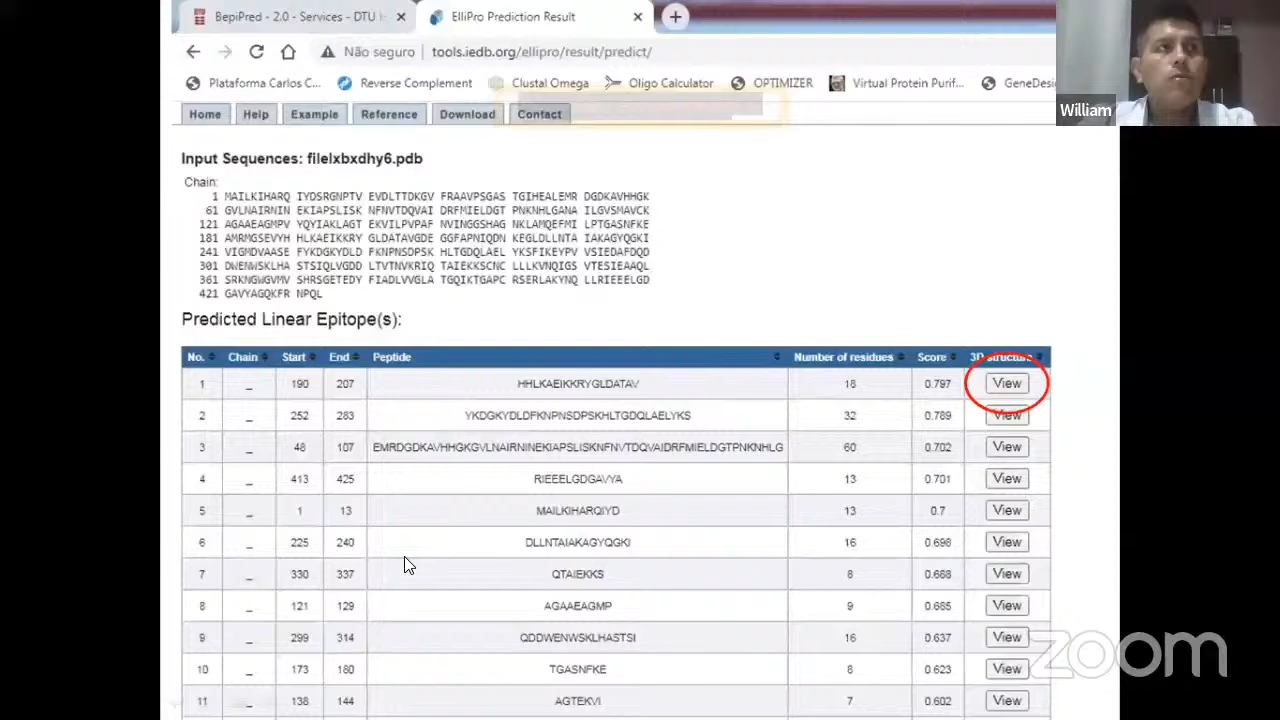 BepiPred - 2.0 - Services - DTU
ElliPro Prediction Result
Não seguro | tools.iedb.org/ellipro/result/predict/
Plataforma Carlos C... Reverse Complement Clustal Omega Oligo Calculator OPTIMIZER Virtual Protein Purif... GeneDesi
William
Home Help Example Reference Download Contact
Input Sequences: filelxbxdhy6.pdb
Chain:
1 MAILKIHARQ IYDSRGNPTV EVDLTTDKGV FRAAVPSGAS TGIHEALEMR DGDKAVHHGK
61 GVLNAIRNIN EKIAPSLISK NFNVTDQVAI DRFMIELDGT PNKNHLGANA ILGVSMAVCK
121 AGAAEAGMPV YQYIAKLAGT EKVILPVPAF NVINGGSHAG NKLAMQEFMI LPTGASNFKE
181 AMRMGSEVYH HLKAEIKKRY GLDATAVGDE GGFAPNIQDN KEGLDLLNTA IAKAGYQGKI
241 VIGMDVAASE FYKDGKYDLD FKNPNSDPSK HLTGDQLAEL YKSFIKEYPV VSIEDAFDQD
301 DWENWSKLHA STSIQLVGDD LTVTNVKRIQ TAIEKKSCNC LLLKVNQIGS VTESIEAAQL
361 SRKNGWGVMV SHRSGETEDY FIADLVVGLA TGQIKTGAPC RSERLAKYNQ LLRIEEELGD
421 GAVYAGQKFR NPQL
Predicted Linear Epitope(s):
No. Chain Start End Peptide Number of residues Score 3D structure
1 _ 190 207 HHLKAEIKKRYGLDATAV 18 0.797 View
2 _ 252 283 YKDGKYDLDFKNPNSDPSKHLTGDQLAELYKS 32 0.789 View
3 _ 48 107 EMRDGDKAVHHGKGVLNAIRNINEKIAPSLISKNFNVTDQVAIDRFMIELDGTPNKNHLG 60 0.702 View
4 _ 413 425 RIEEELGDGAVYA 13 0.701 View
5 _ 1 13 MAILKIHARQIYD 13 0.7 View
6 _ 225 240 DLLNTAIAKAGYQGKI 16 0.698 View
7 _ 330 337 QTAIEKKS 8 0.668 View
8 _ 121 129 AGAAEAGMP 9 0.665 View
9 _ 299 314 QDDWENWSKLHASTSI 16 0.637 View
10 _ 173 180 TGASNFKE 8 0.623 View
11 _ 138 144 AGTEKVI 7 0.602 View
zoom